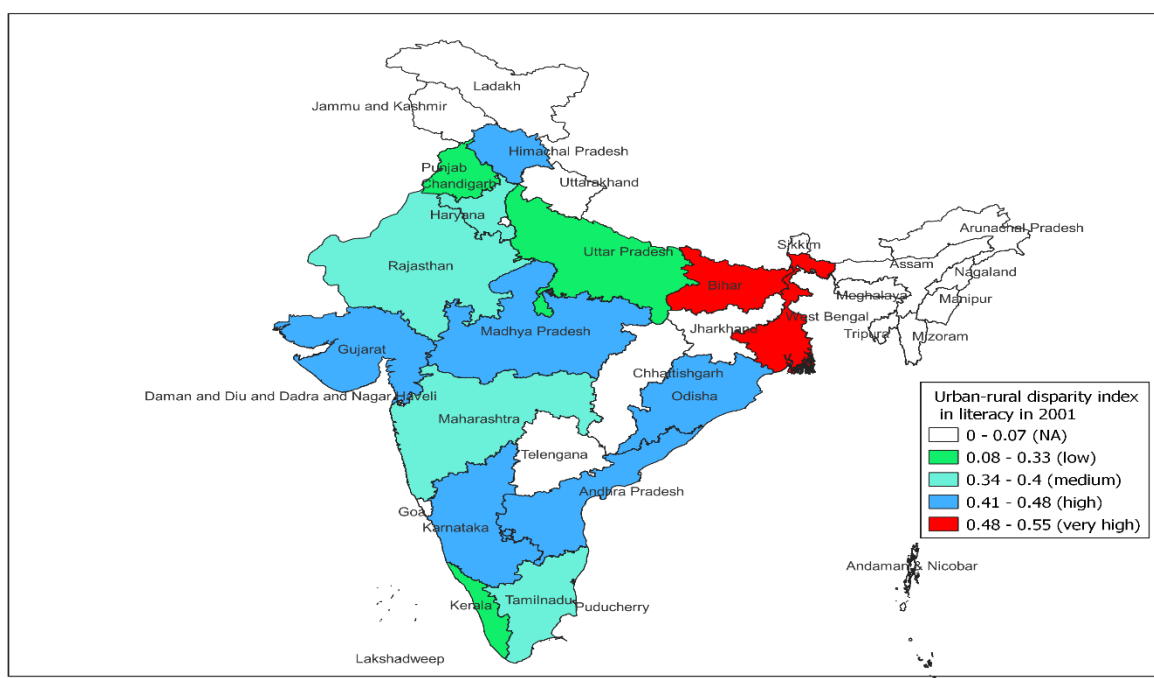 Ladakh
Jammu and Kashmir
Himachal Pradesh
Punjab
Chandigarh
Uttarakhand
Haryana
Arunachal Pradesh
Sikkim
Uttar Pradesh
Assam
Rajasthan
Nagaland
Bihar
Meghalaya
Manipur
West Bengal
Jharkhand
Tripura
Mizoram
Madhya Pradesh
Gujarat
Chhattishgarh
Odisha
Daman and Diu and Dadra and Nagar Haveli
Maharashtra
Telengana
Andhra Pradesh
Goa
Karnataka
Andaman & Nicobar
Kerala
Tamilnadu
Puducherry
Lakshadweep
Urban-rural disparity index
in literacy in 2001
0 - 0.07 (NA)
0.08 - 0.33 (low)
0.34 - 0.4 (medium)
0.41 - 0.48 (high)
0.48 - 0.55 (very high)